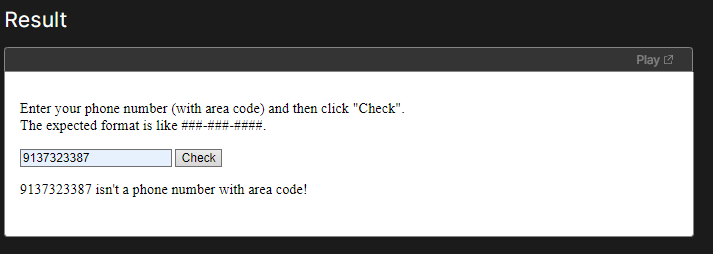 Result
Play
Enter your phone number (with area code) and then click "Check".
The expected format is like ###-###-####.
9137323387 Check
9137323387 isn't a phone number with area code!